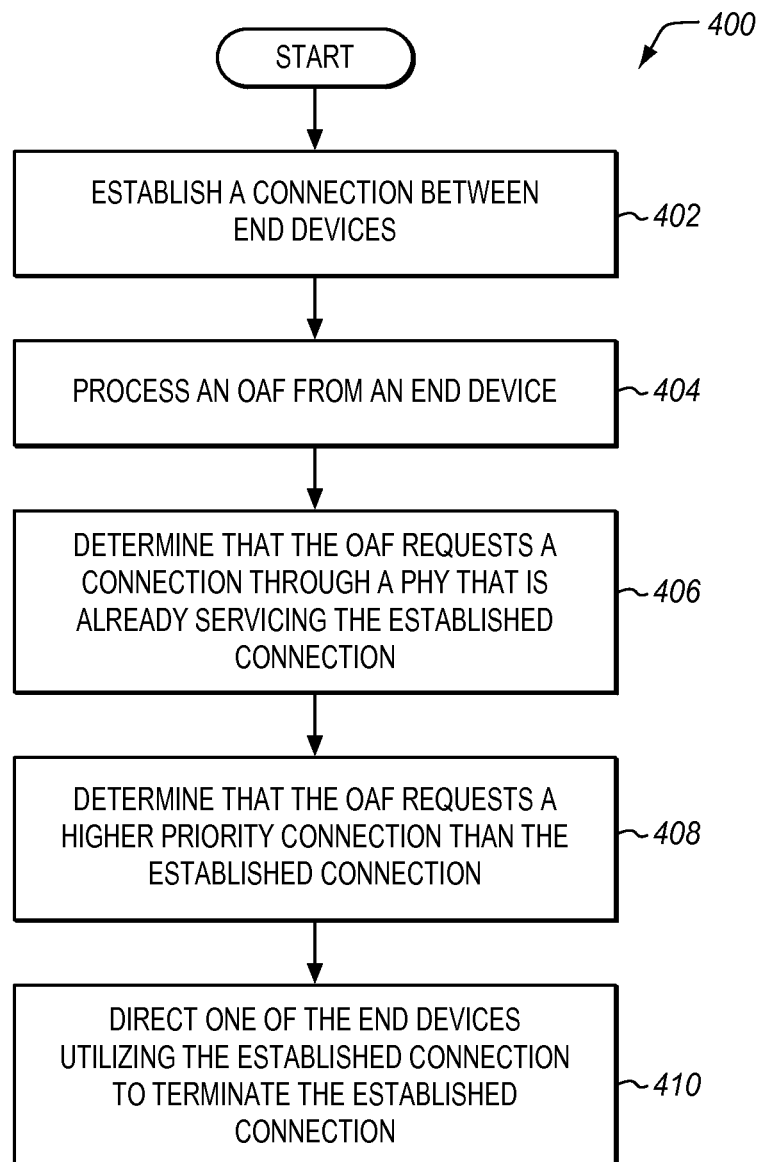 400
START
ESTABLISH A CONNECTION BETWEEN
END DEVICES
402
PROCESS AN OAF FROM AN END DEVICE
404
DETERMINE THAT THE OAF REQUESTS A
CONNECTION THROUGH A PHY THAT IS
ALREADY SERVICING THE ESTABLISHED
CONNECTION
406
DETERMINE THAT THE OAF REQUESTS A
HIGHER PRIORITY CONNECTION THAN THE
ESTABLISHED CONNECTION
408
DIRECT ONE OF THE END DEVICES
UTILIZING THE ESTABLISHED CONNECTION
TO TERMINATE THE ESTABLISHED
CONNECTION
410